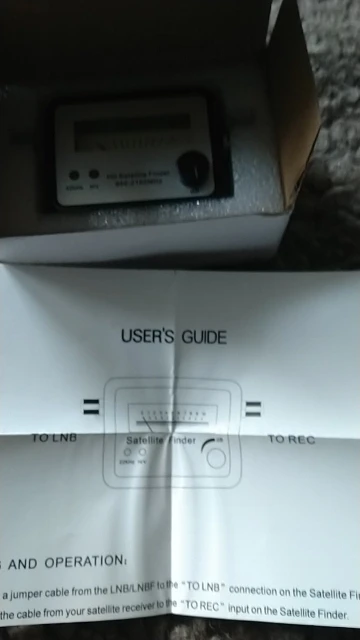 Satellite Finder
USER'S GUIDE
TO LNB
Satellite Finder
TO REC
AND OPERATION:
a jumper cable from the LNB/LNBF to the "TO LNB" connection on the Satellite Fi
the cable from your satellite receiver to the "TO REC" input on the Satellite Finder.